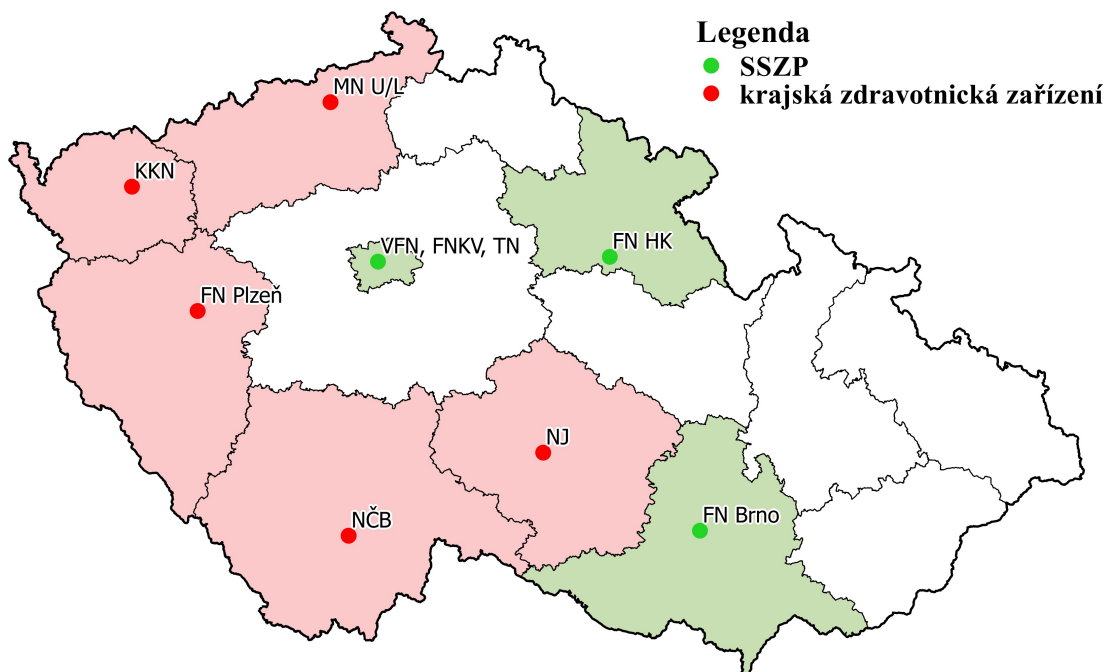 Legenda
SSZP
krajská zdravotnická zařízení
MN U/L
KKN
VFN, FNKV, TN
FN HK
FN Plzeň
NJ
NČB
FN Brno